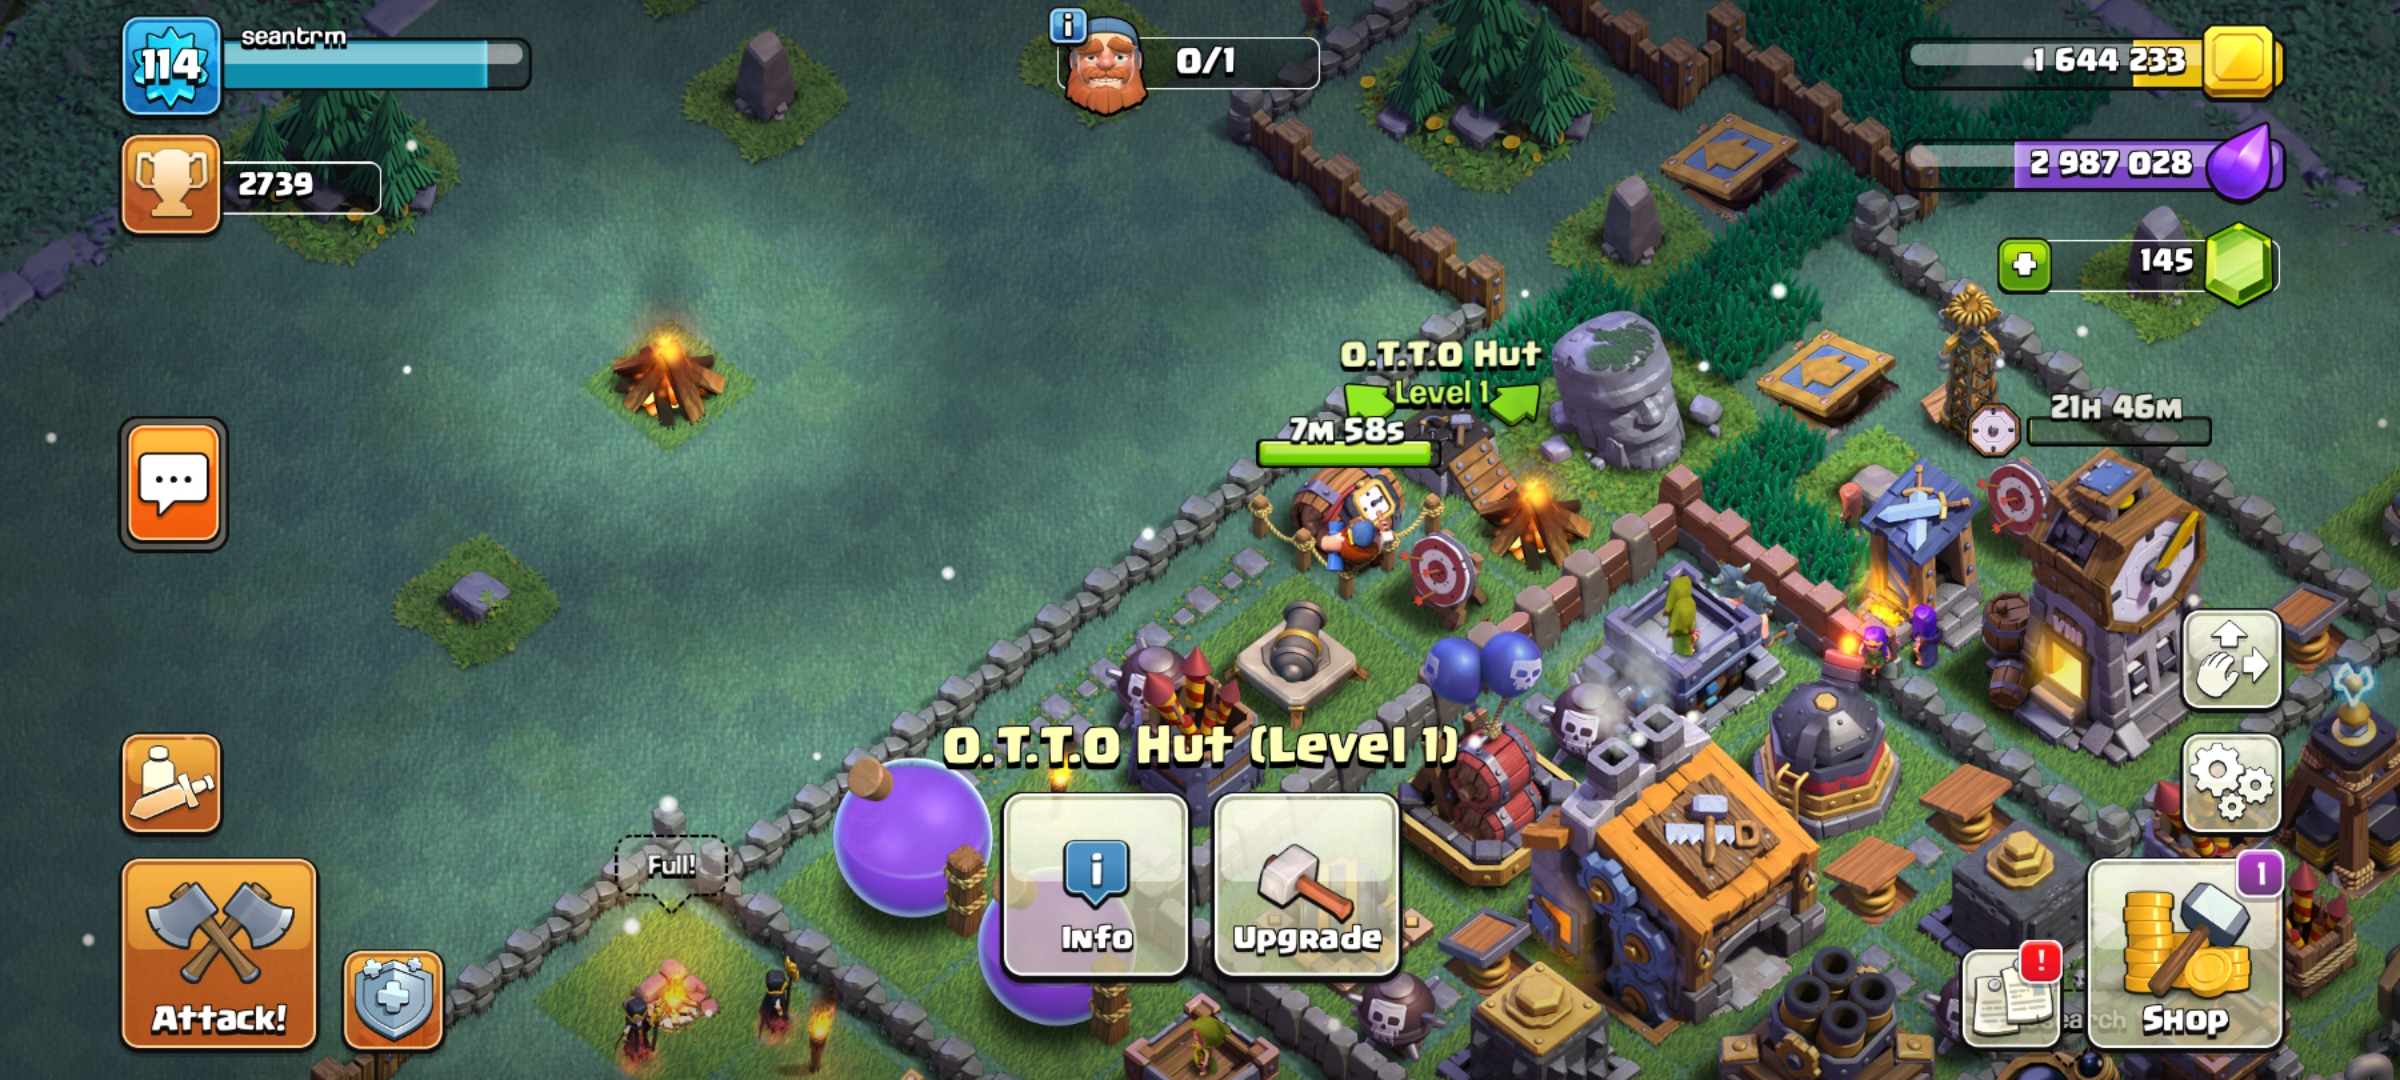 114
seantrm
0/1
1 644 233
2739
2 987 028
145
O.T.T.O Hut
Level 1
7M 58s
21H 46M
O.T.T.O Hut (Level 1)
Full!
Info
Upgrade
1
!
Attack!
Shop